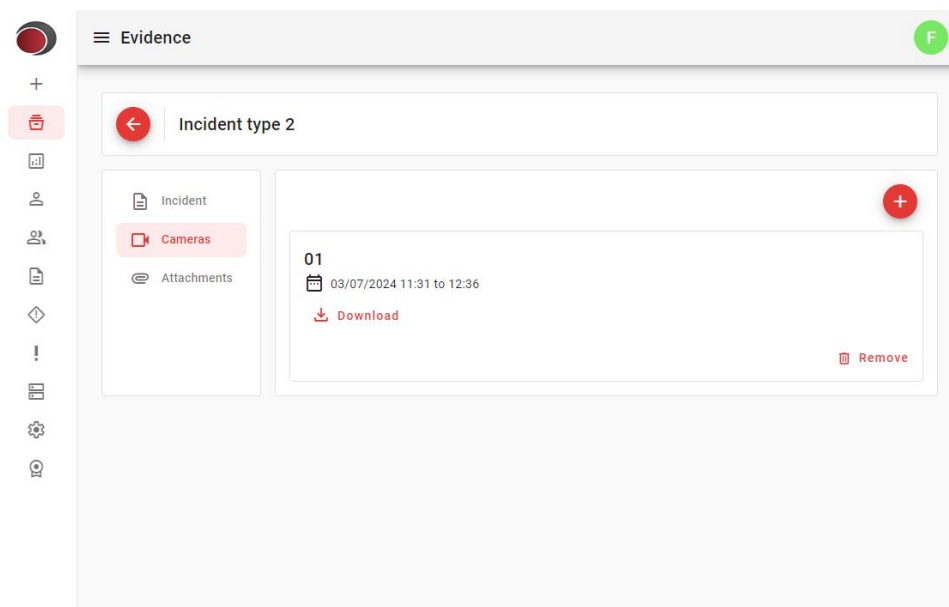 Evidence
F
Incident type 2
Incident
Cameras
Attachments
01
03/07/2024 11:31 to 12:36
Download
Remove